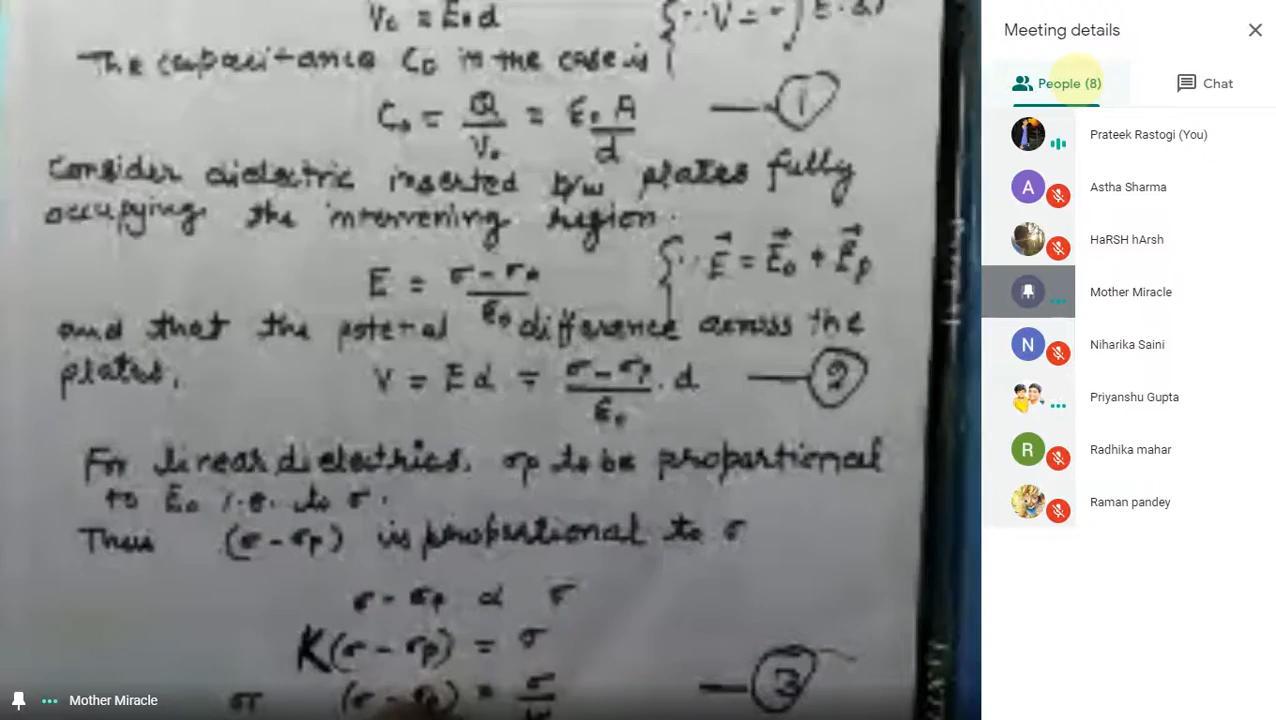 V₀ = E₀d
The capacitance C₀ in the case is
C₀ = Q/V₀ = ε₀ A/d —— ①
Consider dielectric inserted b/w plates fully
occupying the intervening region.
E = σ - σₚ/ε₀ {∵ E⃗ = E⃗₀ + E⃗ₚ
and that the potenal difference across the
plates,
V = Ed = σ - σₚ/ε₀ . d —— ②
For linear dielectrics, σp to be proportional
to E₀ i.e. to σ.
Thus (σ - σp) is proportional to σ
σ - σp α σ
K(σ - σp) = σ
or (σ - σp) = σ/K —— ③
Mother Miracle
Meeting details
People (8)
Chat
Prateek Rastogi (You)
A
Astha Sharma
HaRSH hArsh
Mother Miracle
N
Niharika Saini
Priyanshu Gupta
R
Radhika mahar
Raman pandey